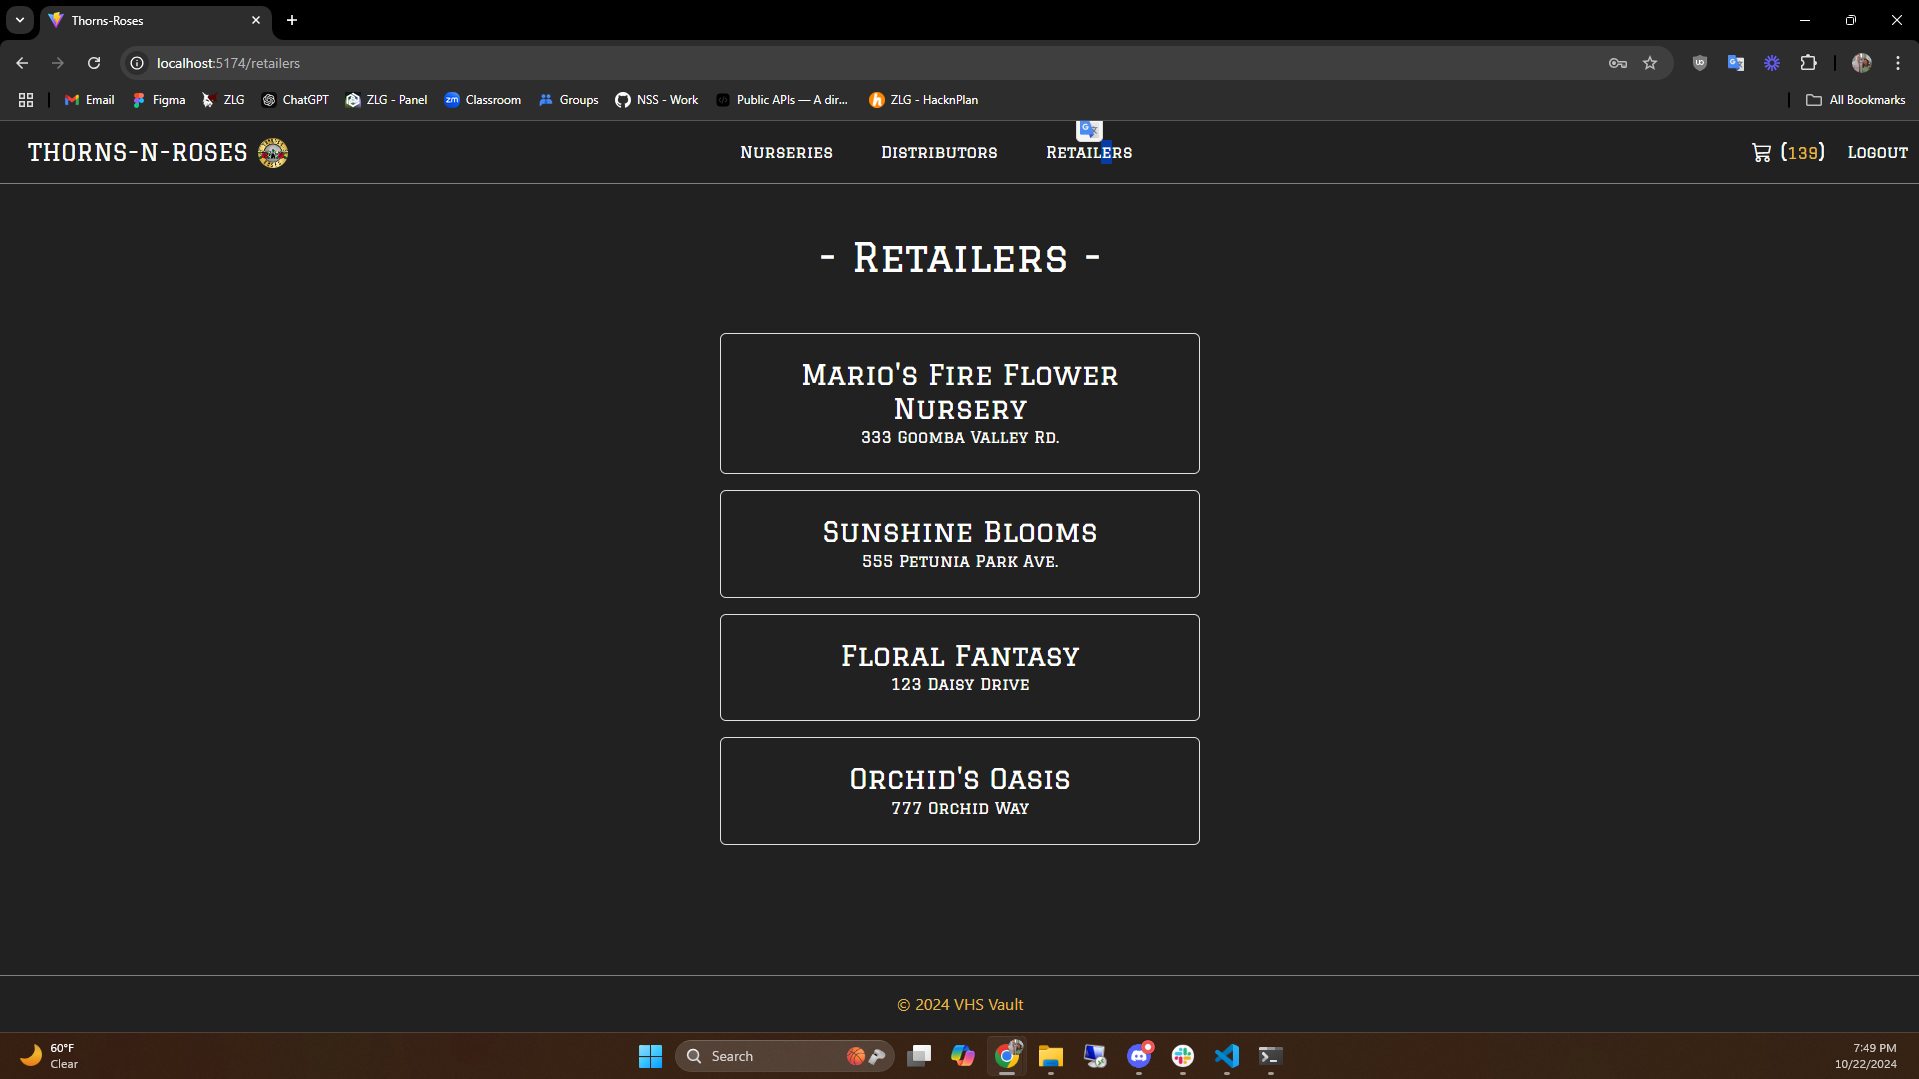 Thorns-Roses
localhost:5174/retailers
Email
Figma
ZLG
ChatGPT
ZLG - Panel
Classroom
Groups
NSS - Work
Public APIs — A dir...
ZLG - HacknPlan
All Bookmarks
THORNS-N-ROSES
Nurseries
Distributors
Retailers
(139)
Logout
- Retailers -
Mario's Fire Flower
Nursery
333 Goomba Valley Rd.
Sunshine Blooms
555 Petunia Park Ave.
Floral Fantasy
123 Daisy Drive
Orchid's Oasis
777 Orchid Way
© 2024 VHS Vault
60°F
Clear
Search
7:49 PM
10/22/2024